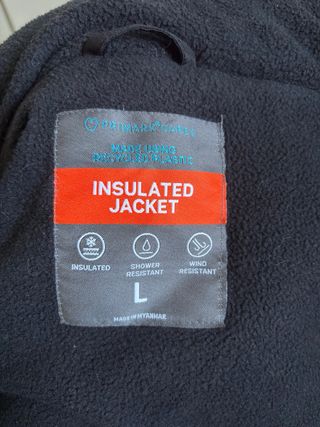 PRIMARK CARES
MADE USING
RECYCLED PLASTIC
INSULATED
JACKET
INSULATED
SHOWER
RESISTANT
WIND
RESISTANT
L
MADE IN MYANMAR